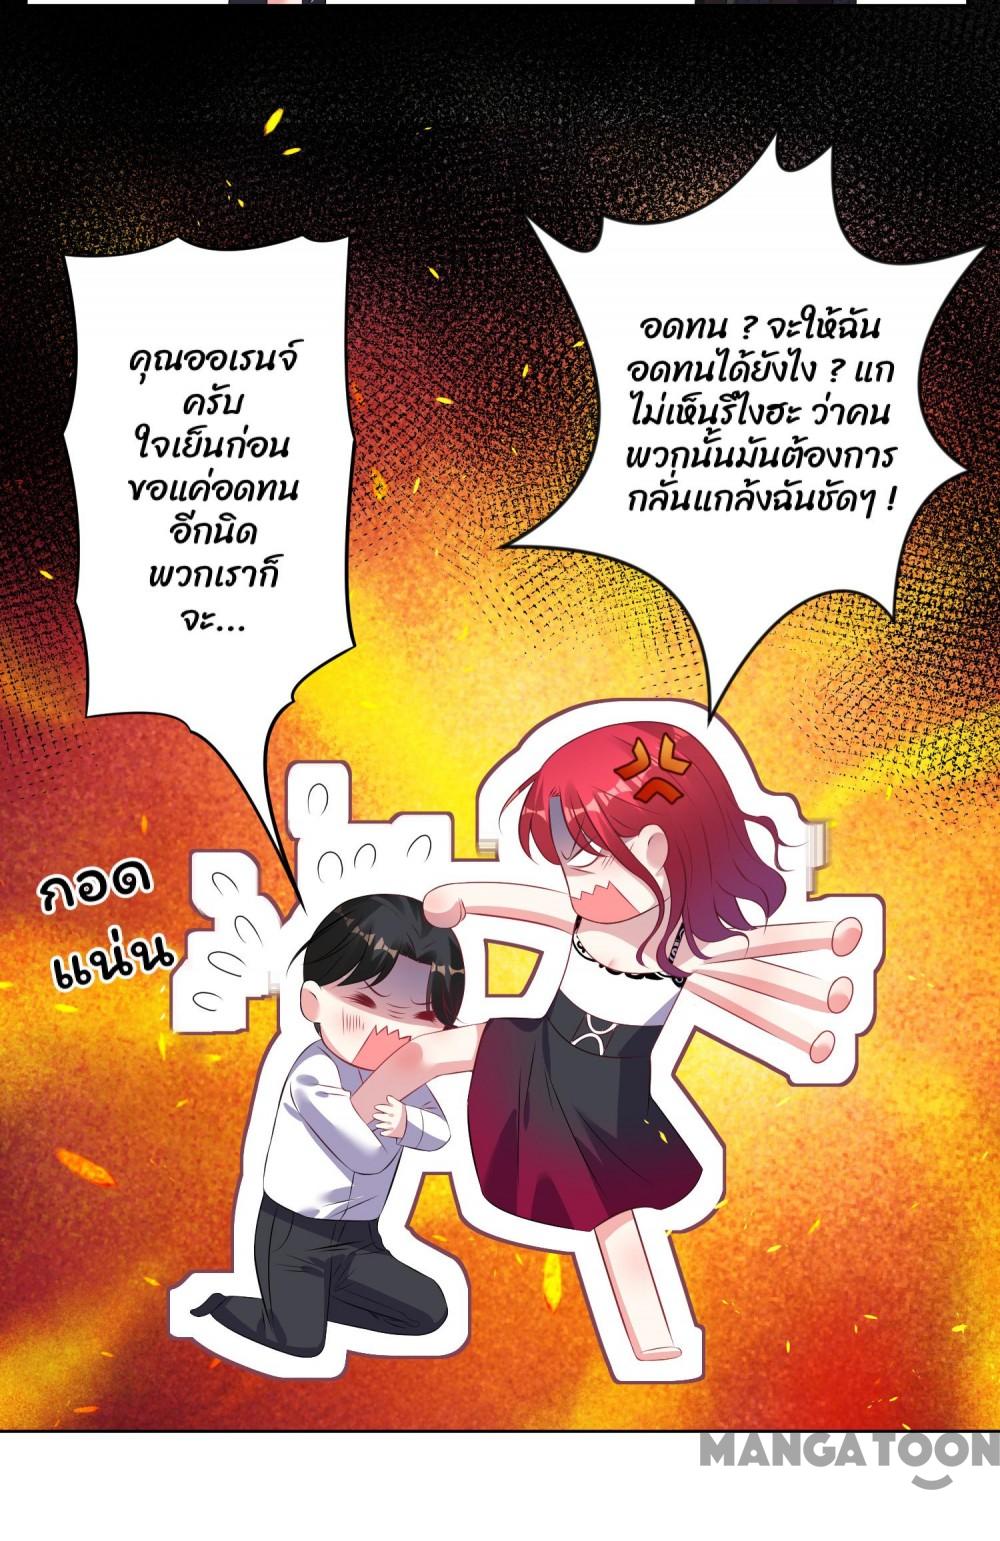 อดทน ? จะให้ฉัน
อดทนได้ยังไง ? แก
ไม่เห็นรึไงฮะ ว่าคน
พวกนั้นมันต้องการ
กลั่นแกล้งฉันชัดๆ !
คุณออเรนจ์
ครับ
ใจเย็นก่อน
ขอแค่อดทน
อีกนิด
พวกเราก็
จะ...
กอด
แน่น
MANGATOON